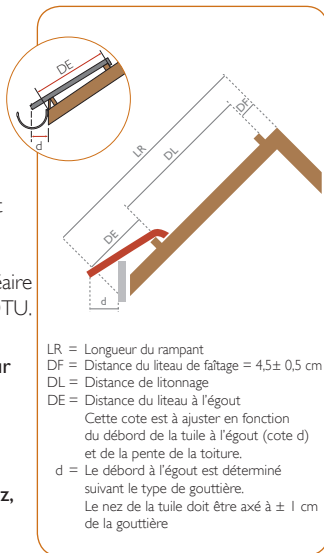 DE
d
DF
LR
DL
DE
d
t
éaire
DTU.
ur
z,
LR = Longueur du rampant
DF = Distance du liteau de faîtage = 4,5± 0,5 cm
DL = Distance de litonnage
DE = Distance du liteau à l'égout
Cette cote est à ajuster en fonction
du débord de la tuile à l'égout (cote d)
et de la pente de la toiture.
d = Le débord à l'égout est déterminé
suivant le type de gouttière.
Le nez de la tuile doit être axé à ± 1 cm
de la gouttière